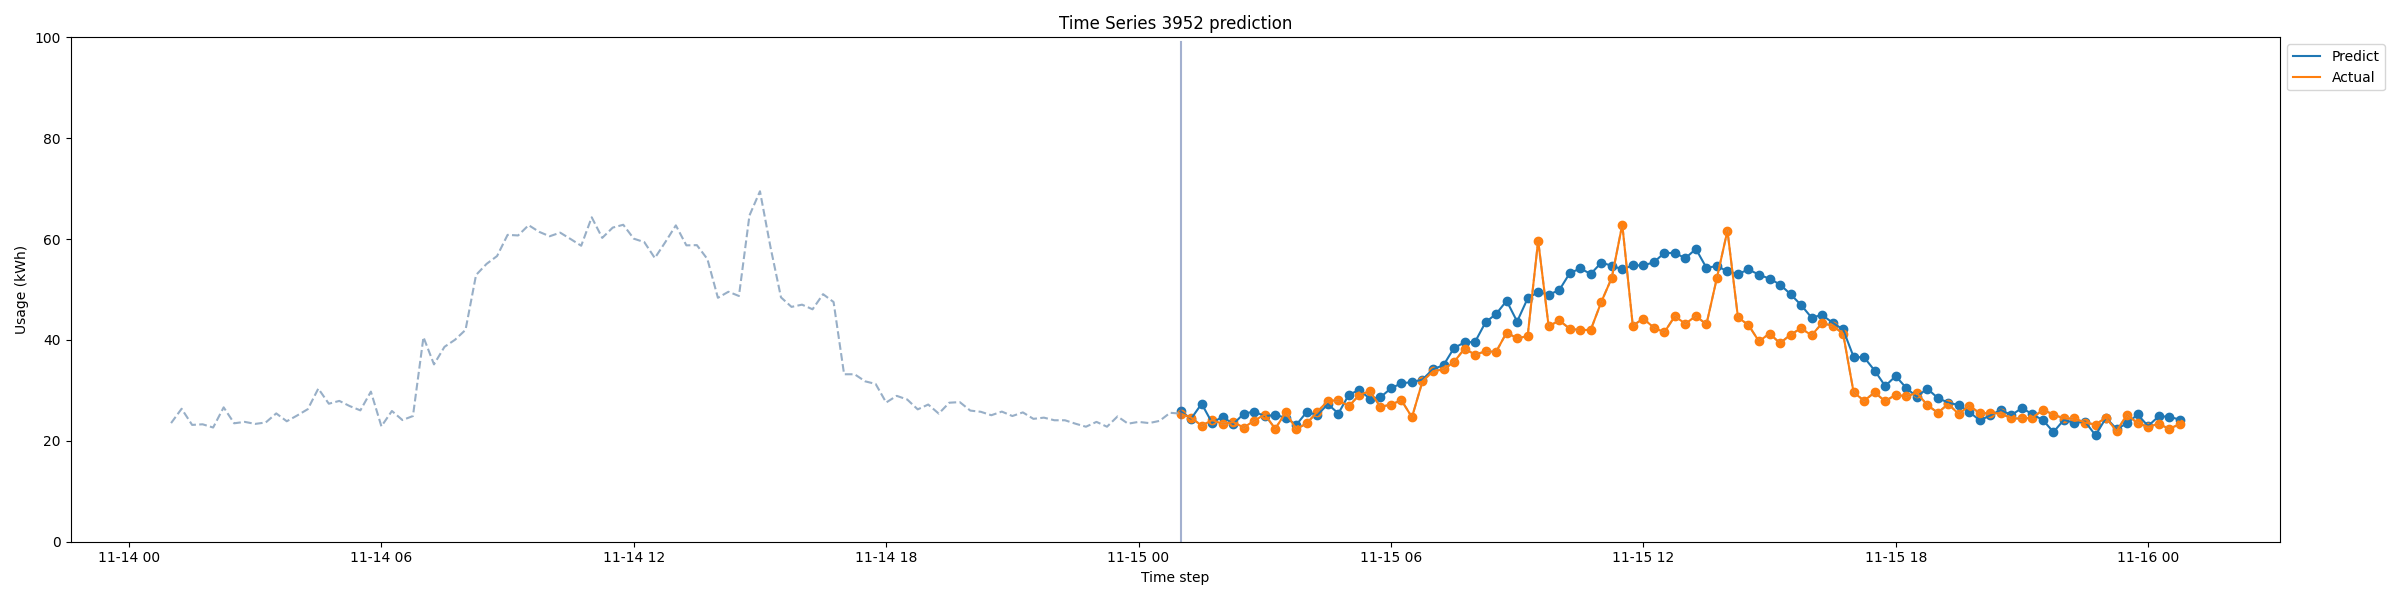 Time Series 3952 prediction
100
80
60
40
20
0
Usage (kWh)
11-14 00 11-14 06 11-14 12 11-14 18 11-15 00 11-15 06 11-15 12 11-15 18 11-16 00
Time step
Predict
Actual